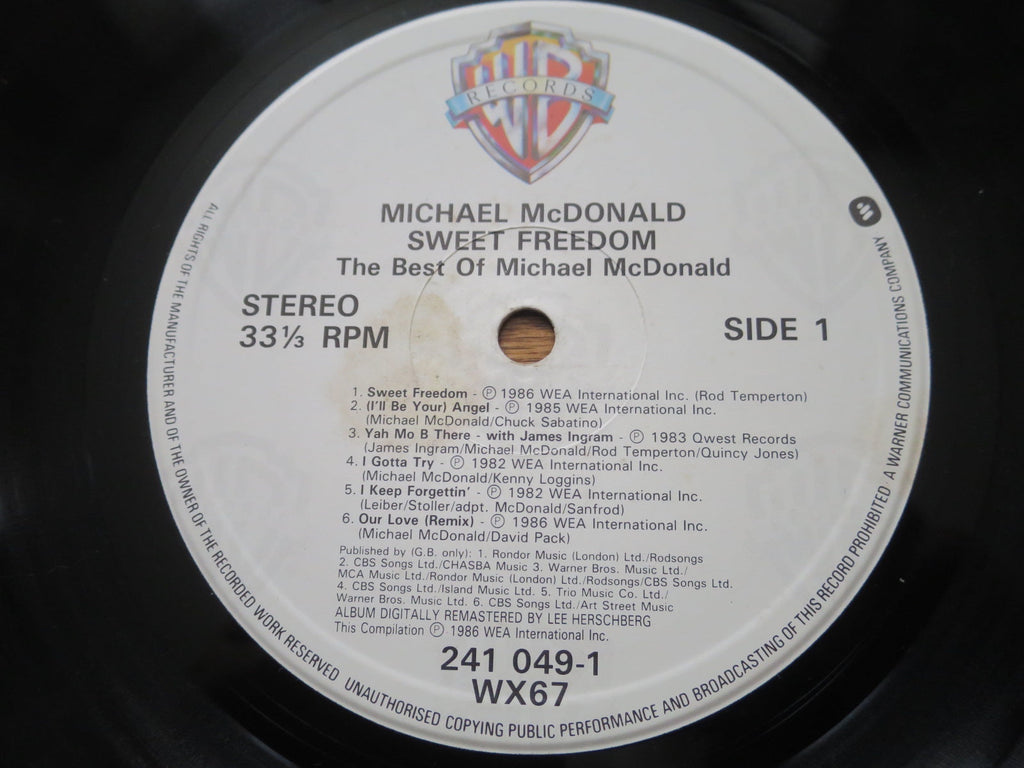 WB
RECORDS
MICHAEL McDONALD
SWEET FREEDOM
The Best Of Michael McDonald
STEREO
33⅓ RPM
SIDE 1
1. Sweet Freedom - Ⓟ 1986 WEA International Inc. (Rod Temperton)
2. (I'll Be Your) Angel - Ⓟ 1985 WEA International Inc.
(Michael McDonald/Chuck Sabatino)
3. Yah Mo B There - with James Ingram - Ⓟ 1983 Qwest Records
(James Ingram/Michael McDonald/Rod Temperton/Quincy Jones)
4. I Gotta Try - Ⓟ 1982 WEA International Inc.
(Michael McDonald/Kenny Loggins)
5. I Keep Forgettin' - Ⓟ 1982 WEA International Inc.
(Leiber/Stoller/adpt. McDonald/Sanfrod)
6. Our Love (Remix) - Ⓟ 1986 WEA International Inc.
(Michael McDonald/David Pack)
Published by (G.B. only): 1. Rondor Music (London) Ltd./Rodsongs
2. CBS Songs Ltd./CHASBA Music 3. Warner Bros. Music Ltd./
MCA Music Ltd./Rondor Music (London) Ltd./Rodsongs/CBS Songs Ltd.
4. CBS Songs Ltd./Island Music Ltd. 5. Trio Music Co. Ltd./
Warner Bros. Music Ltd. 6. CBS Songs Ltd./Art Street Music
ALBUM DIGITALLY REMASTERED BY LEE HERSCHBERG
This Compilation Ⓟ 1986 WEA International Inc.
241 049-1
WX67
ALL RIGHTS OF THE MANUFACTURER AND OF THE OWNER OF THE RECORDED WORK RESERVED UNAUTHORISED COPYING PUBLIC PERFORMANCE AND BROADCASTING OF THIS RECORD PROHIBITED A WARNER COMMUNICATIONS COMPANY